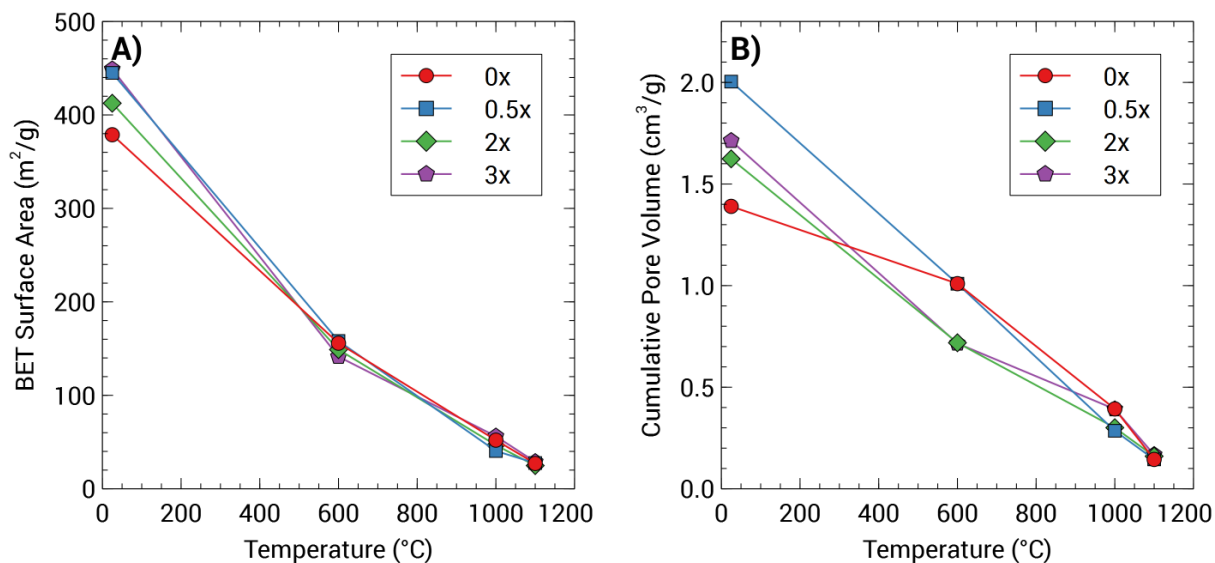 A)
BET Surface Area (m²/g)
500
400
300
200
100
0
0x
0.5x
2x
3x
0 200 400 600 800 1000 1200
Temperature (°C)
B)
Cumulative Pore Volume (cm³/g)
2.0
1.5
1.0
0.5
0.0
0x
0.5x
2x
3x
0 200 400 600 800 1000 1200
Temperature (°C)